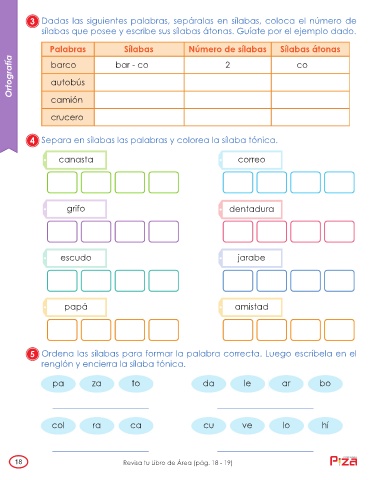 Ortografía
3 Dadas las siguientes palabras, sepáralas en sílabas, coloca el número de
sílabas que posee y escribe sus sílabas átonas. Guíate por el ejemplo dado.
Palabras Sílabas Número de sílabas Sílabas átonas
barco bar - co 2 co
autobús
camión
crucero
4 Separa en sílabas las palabras y colorea la sílaba tónica.
canasta correo
grifo dentadura
escudo jarabe
papá amistad
5 Ordena las sílabas para formar la palabra correcta. Luego escríbela en el
renglón y encierra la sílaba tónica.
pa za to da le ar bo
col ra ca cu ve lo hí
18 Revisa tu Libro de Área (pág. 18 - 19)